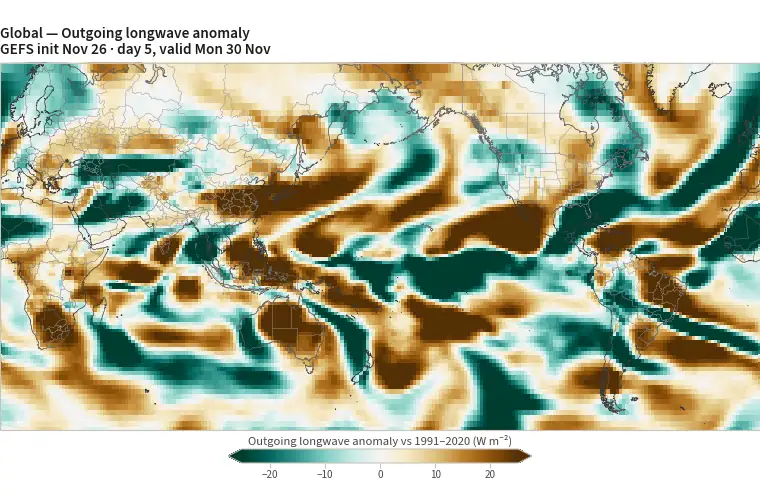 Global — Outgoing longwave anomaly
GEFS init Nov 26 · day 5, valid Mon 30 Nov
Outgoing longwave anomaly vs 1991–2020 (W m⁻²)
−20 −10 0 10 20